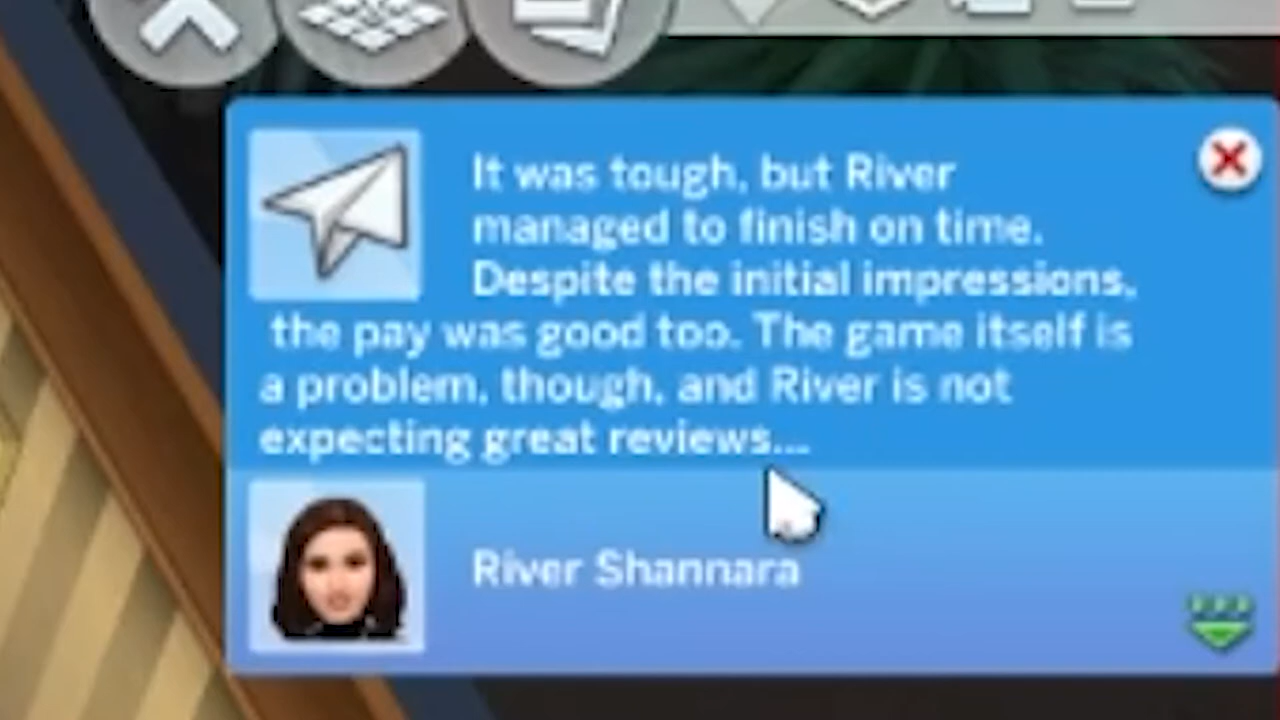 It was tough, but River
managed to finish on time.
Despite the initial impressions,
the pay was good too. The game itself is
a problem, though, and River is not
expecting great reviews...
River Shannara